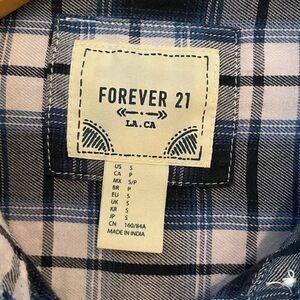 FOREVER 21
LA.CA
US S
CA P
MX S/P
BR P
EU S
UK S
KR S
JP S
CN 160/84A
MADE IN INDIA